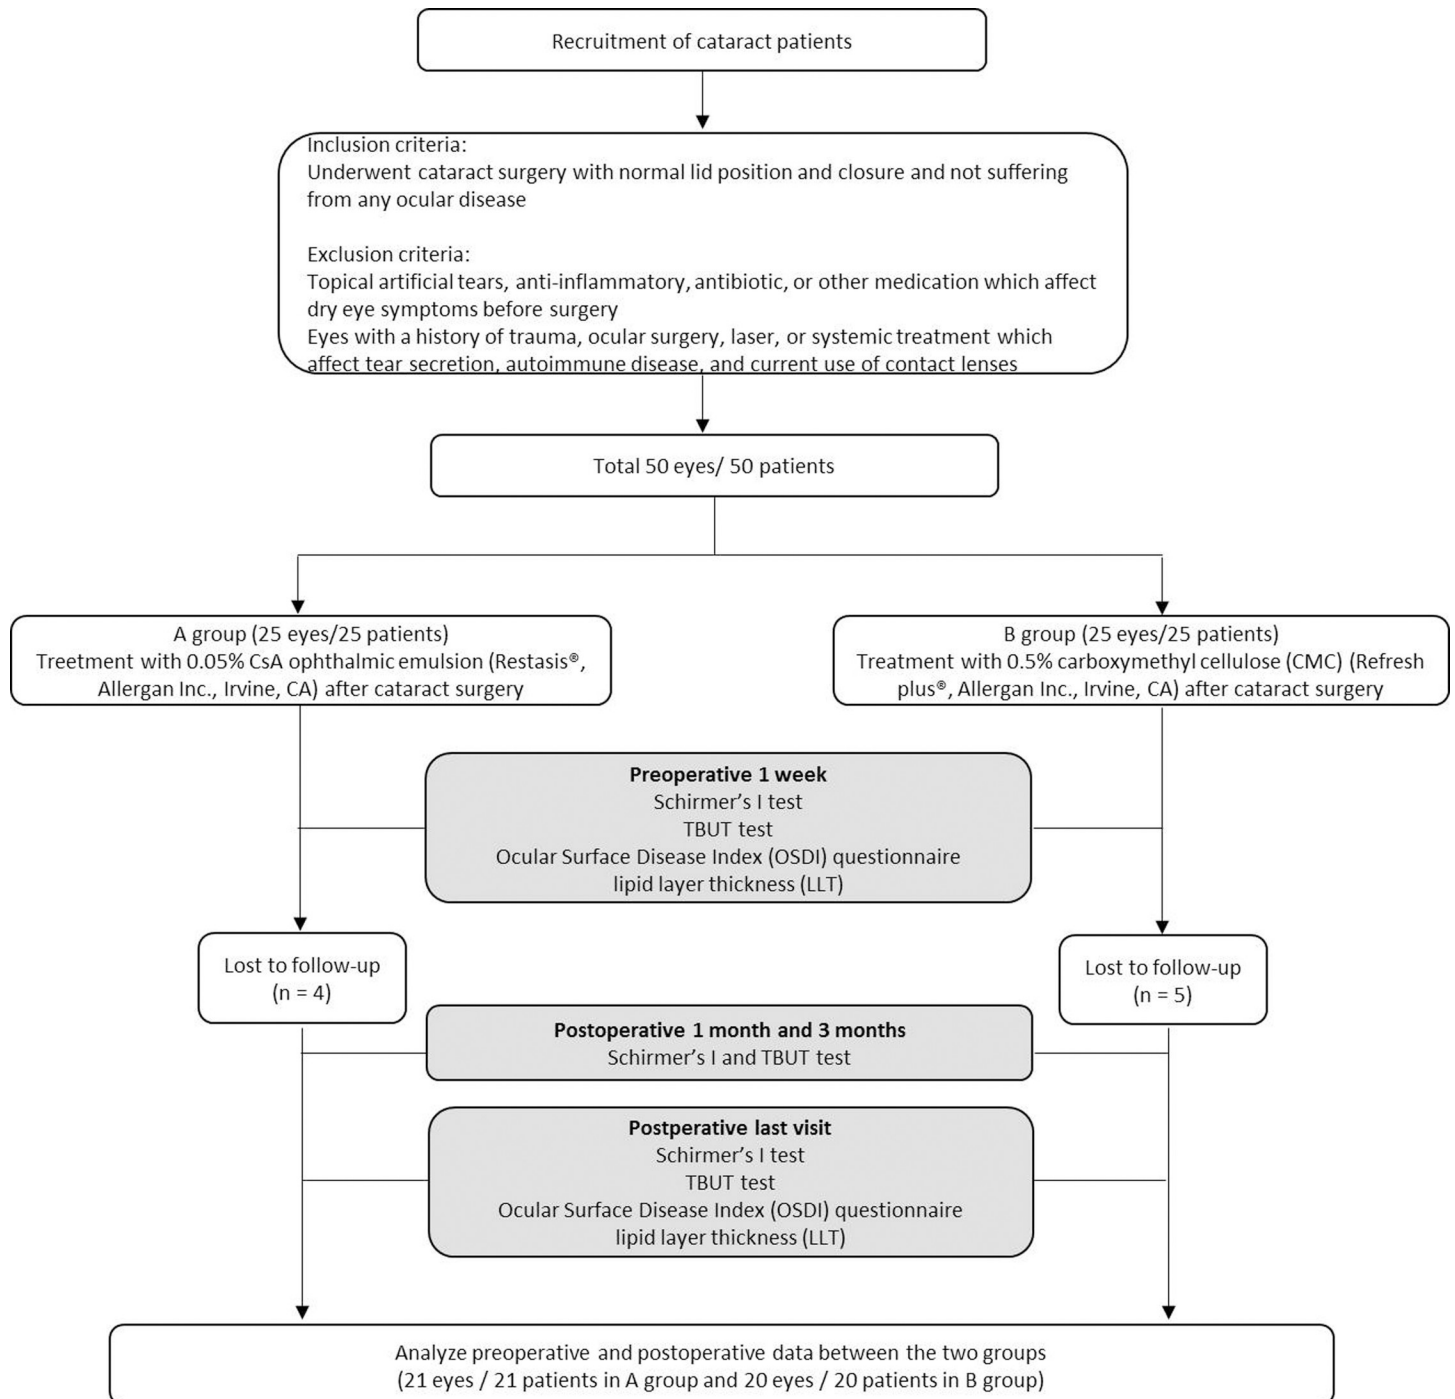 Recruitment of cataract patients
Inclusion criteria:
Underwent cataract surgery with normal lid position and closure and not suffering
from any ocular disease
Exclusion criteria:
Topical artificial tears, anti-inflammatory, antibiotic, or other medication which affect
dry eye symptoms before surgery
Eyes with a history of trauma, ocular surgery, laser, or systemic treatment which
affect tear secretion, autoimmune disease, and current use of contact lenses
Total 50 eyes/ 50 patients
A group (25 eyes/25 patients)
Treetment with 0.05% CsA ophthalmic emulsion (Restasis®,
Allergan Inc., Irvine, CA) after cataract surgery
B group (25 eyes/25 patients)
Treatment with 0.5% carboxymethyl cellulose (CMC) (Refresh
plus®, Allergan Inc., Irvine, CA) after cataract surgery
Preoperative 1 week
Schirmer’s I test
TBUT test
Ocular Surface Disease Index (OSDI) questionnaire
lipid layer thickness (LLT)
Lost to follow-up
(n = 4)
Lost to follow-up
(n = 5)
Postoperative 1 month and 3 months
Schirmer’s I and TBUT test
Postperative last visit
Schirmer’s I test
TBUT test
Ocular Surface Disease Index (OSDI) questionnaire
lipid layer thickness (LLT)
Analyze preoperative and postoperative data between the two groups
(21 eyes / 21 patients in A group and 20 eyes / 20 patients in B group)